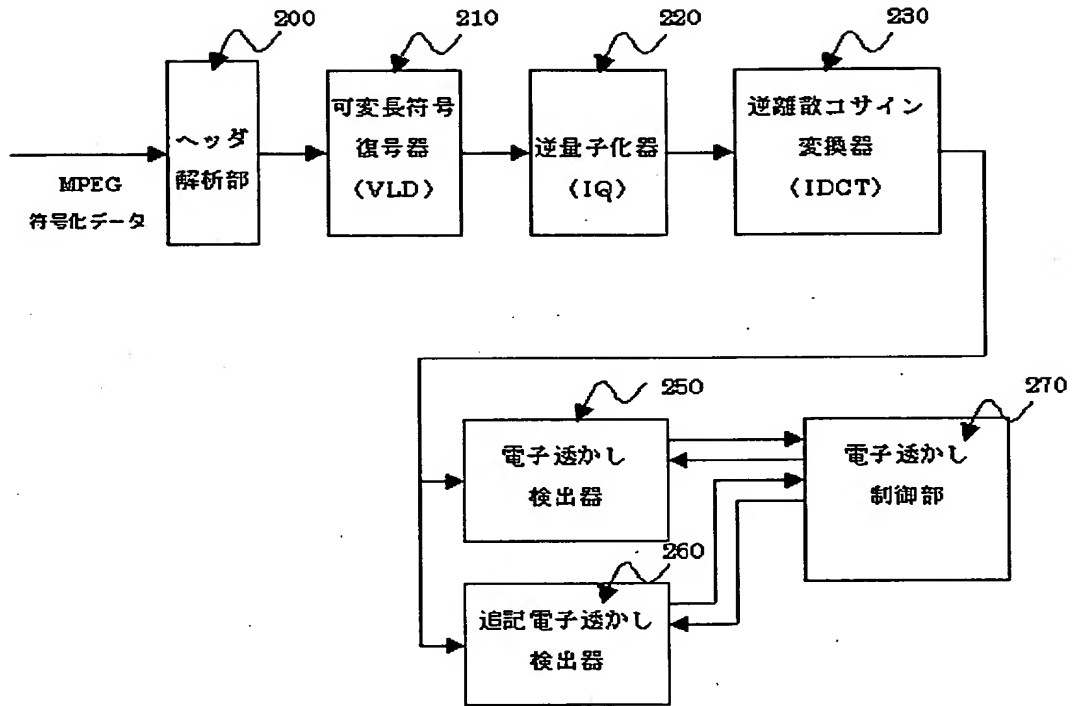 200
210
220
230
ヘッダ
解析部
可変長符号
復号器
(VLD)
逆量子化器
(IQ)
逆離散コサイン
変換器
(IDCT)
MPEG
符号化データ
250
電子透かし
検出器
270
電子透かし
制御部
260
追記電子透かし
検出器